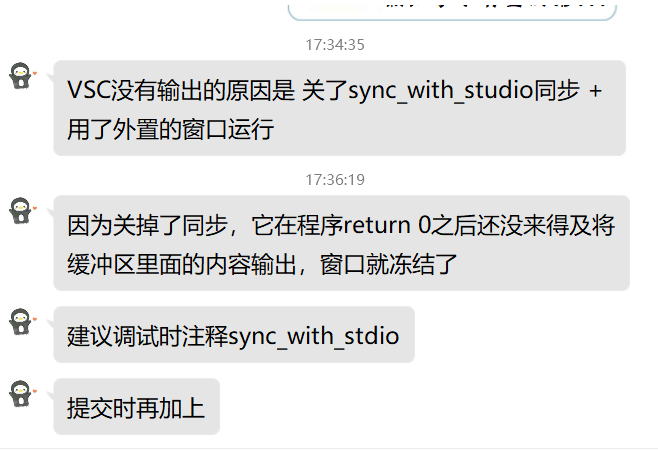 17:34:35
VSC没有输出的原因是 关了sync_with_studio同步 +
用了外置的窗口运行
17:36:19
因为关掉了同步，它在程序return 0之后还没来得及将
缓冲区里面的内容输出，窗口就冻结了
建议调试时注释sync_with_stdio
提交时再加上